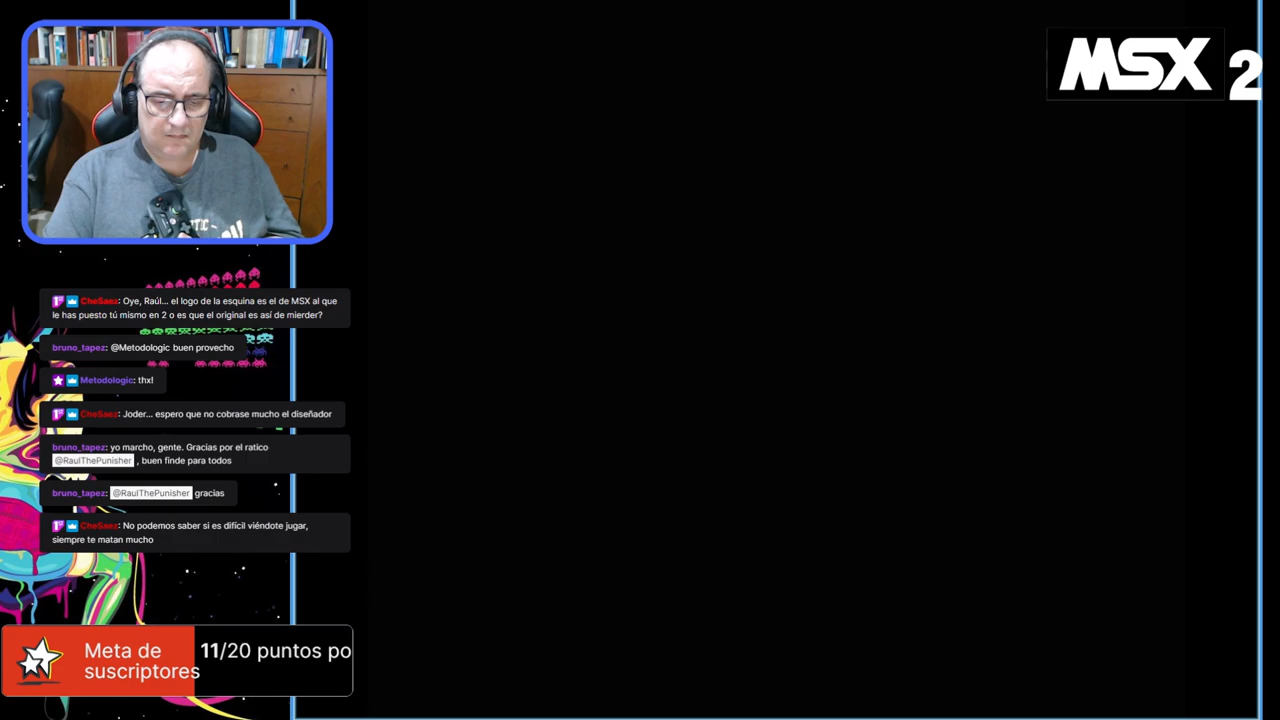 MSX 2
CheSaez: Oye, Raúl... el logo de la esquina es el de MSX al que
le has puesto tú mismo en 2 o es que el original es así de mierder?
bruno_tapez: @Metodologic buen provecho
Metodologic: thx!
CheSaez: Joder... espero que no cobrase mucho el diseñador
bruno_tapez: yo marcho, gente. Gracias por el ratico
@RaulThePunisher , buen finde para todos
bruno_tapez: @RaulThePunisher gracias
CheSaez: No podemos saber si es difícil viéndote jugar,
siempre te matan mucho
Meta de
suscriptores
11/20 puntos po